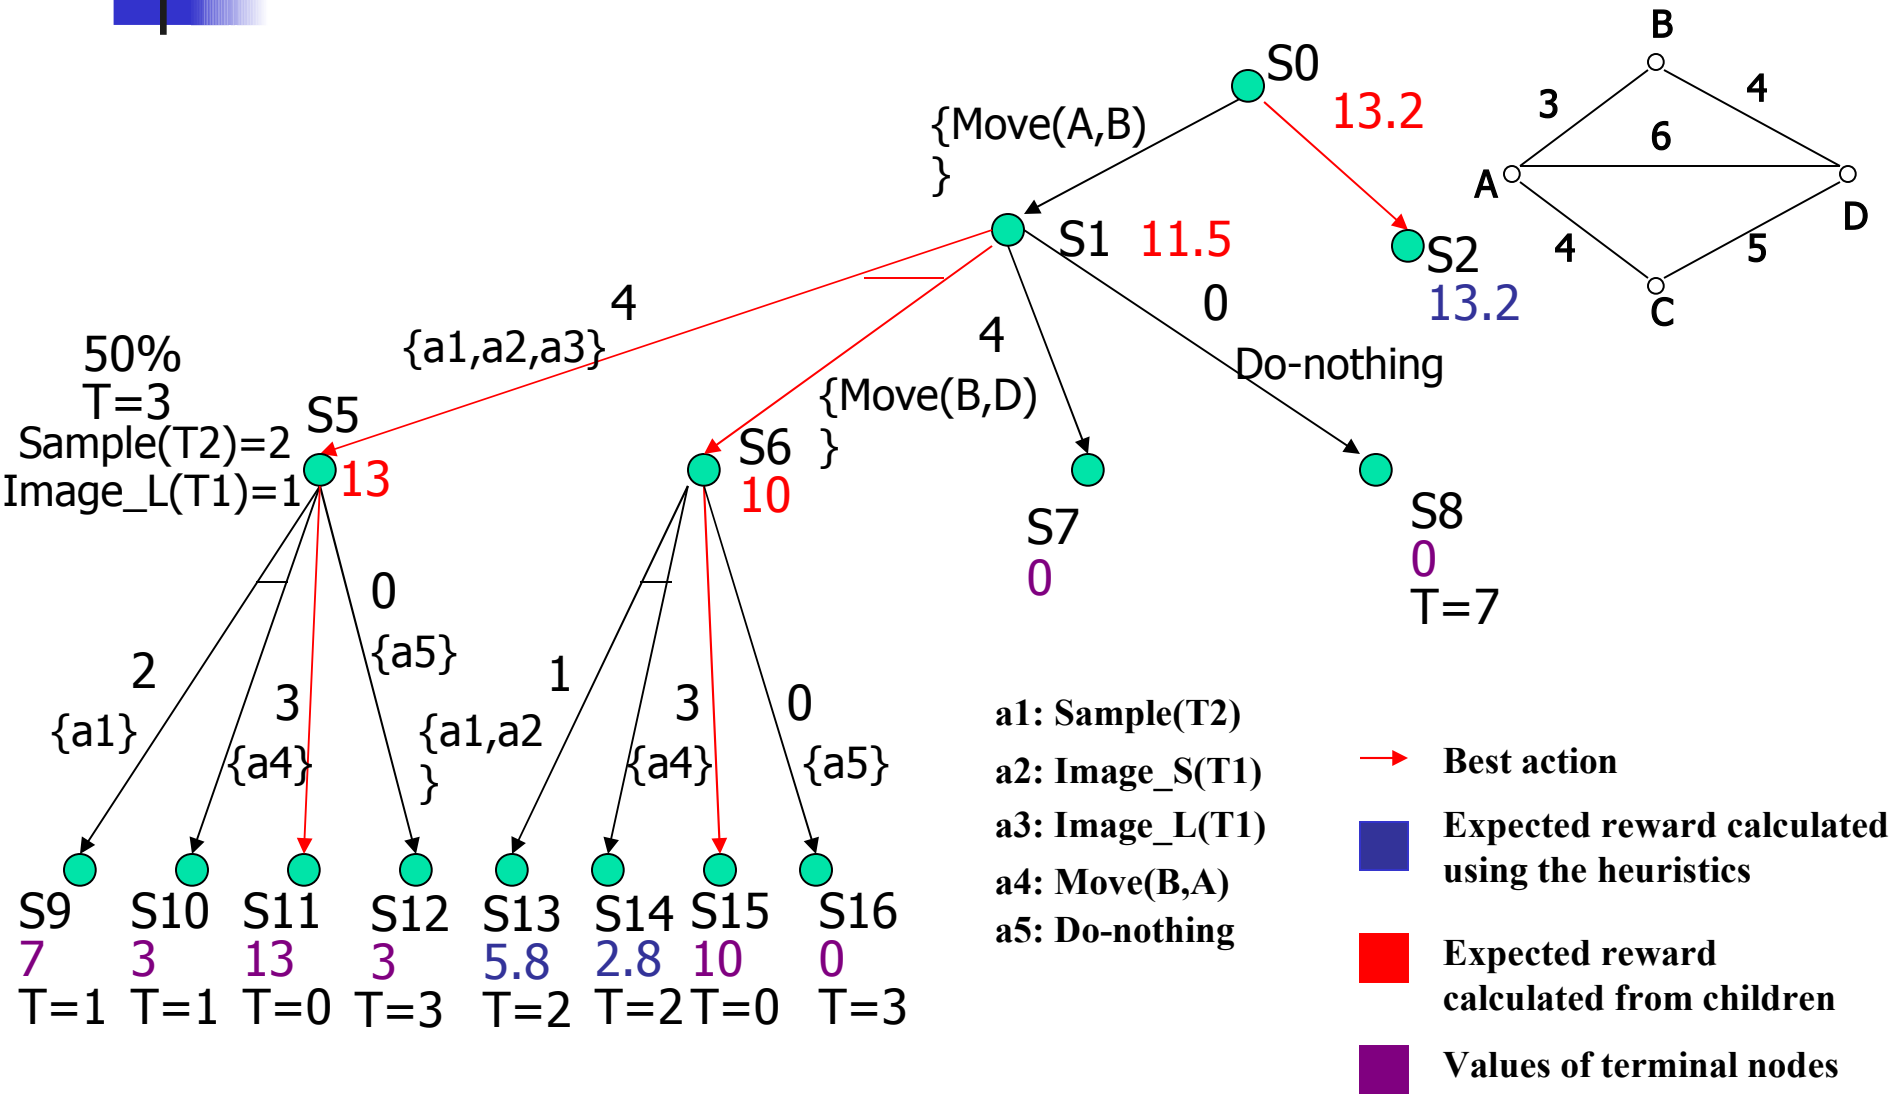 S0
13.2
{Move(A,B)
}
B
3
4
6
A
D
4
5
C
S1 11.5
S2
13.2
4
{a1,a2,a3}
4
0
Do-nothing
{Move(B,D)
}
50%
T=3
Sample(T2)=2
Image_L(T1)=1
S5
13
S6
10
S7
0
S8
0
T=7
2
{a1}
3
{a4}
0
{a5}
{a1,a2
}
1
3
{a4}
0
{a5}
S9
7
T=1
S10
3
T=1
S11
13
T=0
S12
3
T=3
S13
5.8
T=2
S14
2.8
T=2
S15
10
T=0
S16
0
T=3
a1: Sample(T2)
a2: Image_S(T1)
a3: Image_L(T1)
a4: Move(B,A)
a5: Do-nothing
Best action
Expected reward calculated
using the heuristics
Expected reward
calculated from children
Values of terminal nodes